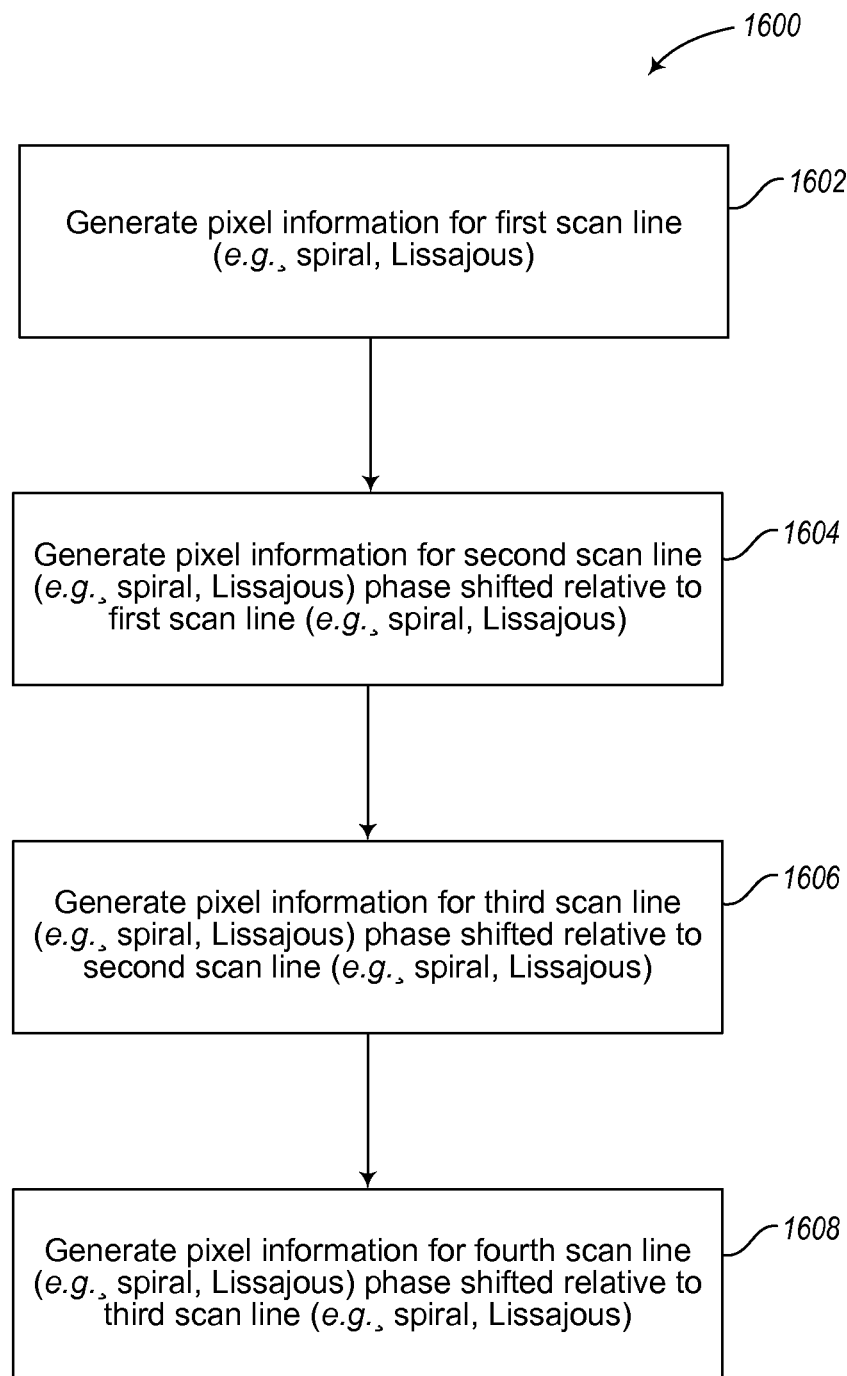 1600
1602
Generate pixel information for first scan line
(e.g.¸ spiral, Lissajous)
1604
Generate pixel information for second scan line
(e.g.¸ spiral, Lissajous) phase shifted relative to
first scan line (e.g.¸ spiral, Lissajous)
1606
Generate pixel information for third scan line
(e.g.¸ spiral, Lissajous) phase shifted relative to
second scan line (e.g.¸ spiral, Lissajous)
1608
Generate pixel information for fourth scan line
(e.g.¸ spiral, Lissajous) phase shifted relative to
third scan line (e.g.¸ spiral, Lissajous)